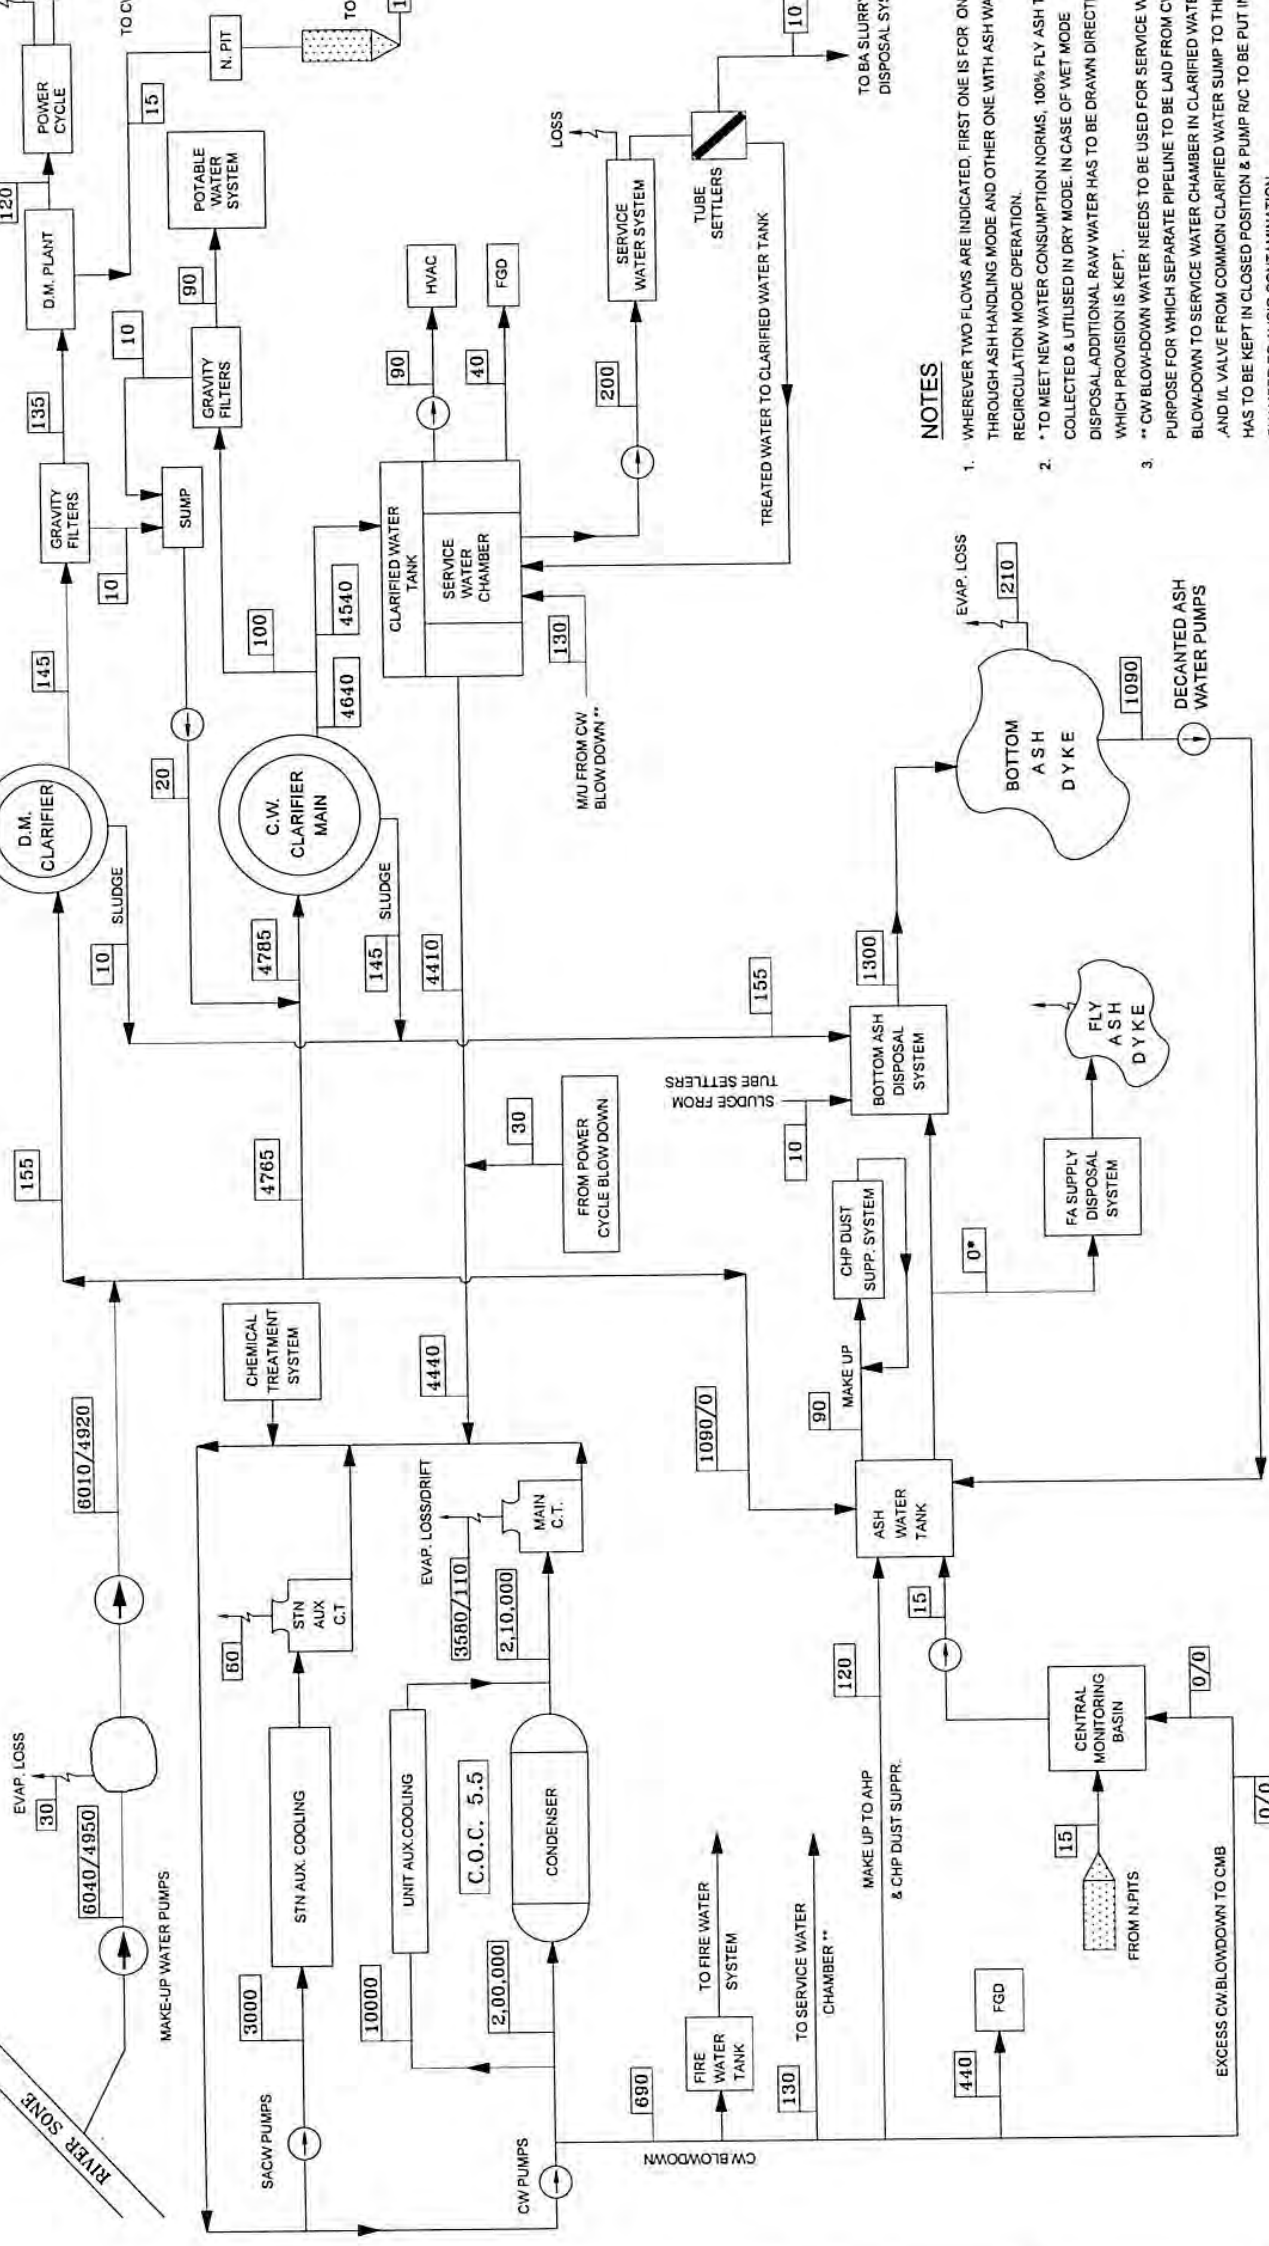 RIVER SONE
MAKE-UP WATER PUMPS
6040/4950
EVAP. LOSS
30
6010/4920
155
D.M.
CLARIFIER
SLUDGE
10
145
GRAVITY
FILTERS
10
135
D.M. PLANT
120
POWER
CYCLE
15
N. PIT
TO
10
SUMP
20
4765
4785
C.W.
CLARIFIER
MAIN
SLUDGE
145
4640
100
4540
GRAVITY
FILTERS
90
POTABLE
WATER
SYSTEM
CLARIFIED WATER
TANK
SERVICE
WATER
CHAMBER
90
HVAC
40
FGD
200
SERVICE
WATER SYSTEM
LOSS
TUBE
SETTLERS
10
TO BA SLURRY
TREATED WATER TO CLARIFIED WATER TANK
130
M/U FROM CW
BLOW DOWN **
4410
30
FROM POWER
CYCLE BLOW DOWN
4440
CHEMICAL
TREATMENT
SYSTEM
SACW PUMPS
3000
STN AUX. COOLING
60
STN
AUX
C.T
10000
UNIT AUX.COOLING
C.O.C. 5.5
CW PUMPS
2,00,000
CONDENSER
2,10,000
EVAP. LOSS/DRIFT
3580/110
MAIN
C.T.
CW.BLOWDOWN
690
FIRE
WATER
TANK
TO FIRE WATER
SYSTEM
130
TO SERVICE WATER
CHAMBER **
120
MAKE UP TO AHP
& CHP DUST SUPPR.
440
FGD
EXCESS CW.BLOWDOWN TO CMB
0/0
0/0
FROM N.PITS
15
CENTRAL
MONITORING
BASIN
15
ASH
WATER
TANK
1090/0
90
MAKE UP
CHP DUST
SUPP. SYSTEM
0*
FA SUPPLY
DISPOSAL
SYSTEM
FLY
ASH
DYKE
SLUDGE FROM
TUBE SETTLERS
10
155
BOTTOM ASH
DISPOSAL
SYSTEM
1300
BOTTOM
ASH
DYKE
EVAP. LOSS
210
1090
DECANTED ASH
WATER PUMPS
NOTES
1. WHEREVER TWO FLOWS ARE INDICATED, FIRST ONE IS FOR
THROUGH ASH HANDLING MODE AND OTHER ONE WITH ASH
RECIRCULATION MODE OPERATION.
2. * TO MEET NEW WATER CONSUMPTION NORMS, 100% FLY ASH
COLLECTED & UTILISED IN DRY MODE. IN CASE OF WET MODE
DISPOSAL,ADDITIONAL RAW WATER HAS TO BE DRAWN
WHICH PROVISION IS KEPT.
3. ** CW BLOW-DOWN WATER NEEDS TO BE USED FOR SERVICE
PURPOSE FOR WHICH SEPARATE PIPELINE TO BE LAID FROM
BLOW-DOWN TO SERVICE WATER CHAMBER IN CLARIFIED
,AND I/L VALVE FROM COMMON CLARIFIED WATER SUMP TO
HAS TO BE KEPT IN CLOSED POSITION & PUMP R/C TO BE PUT